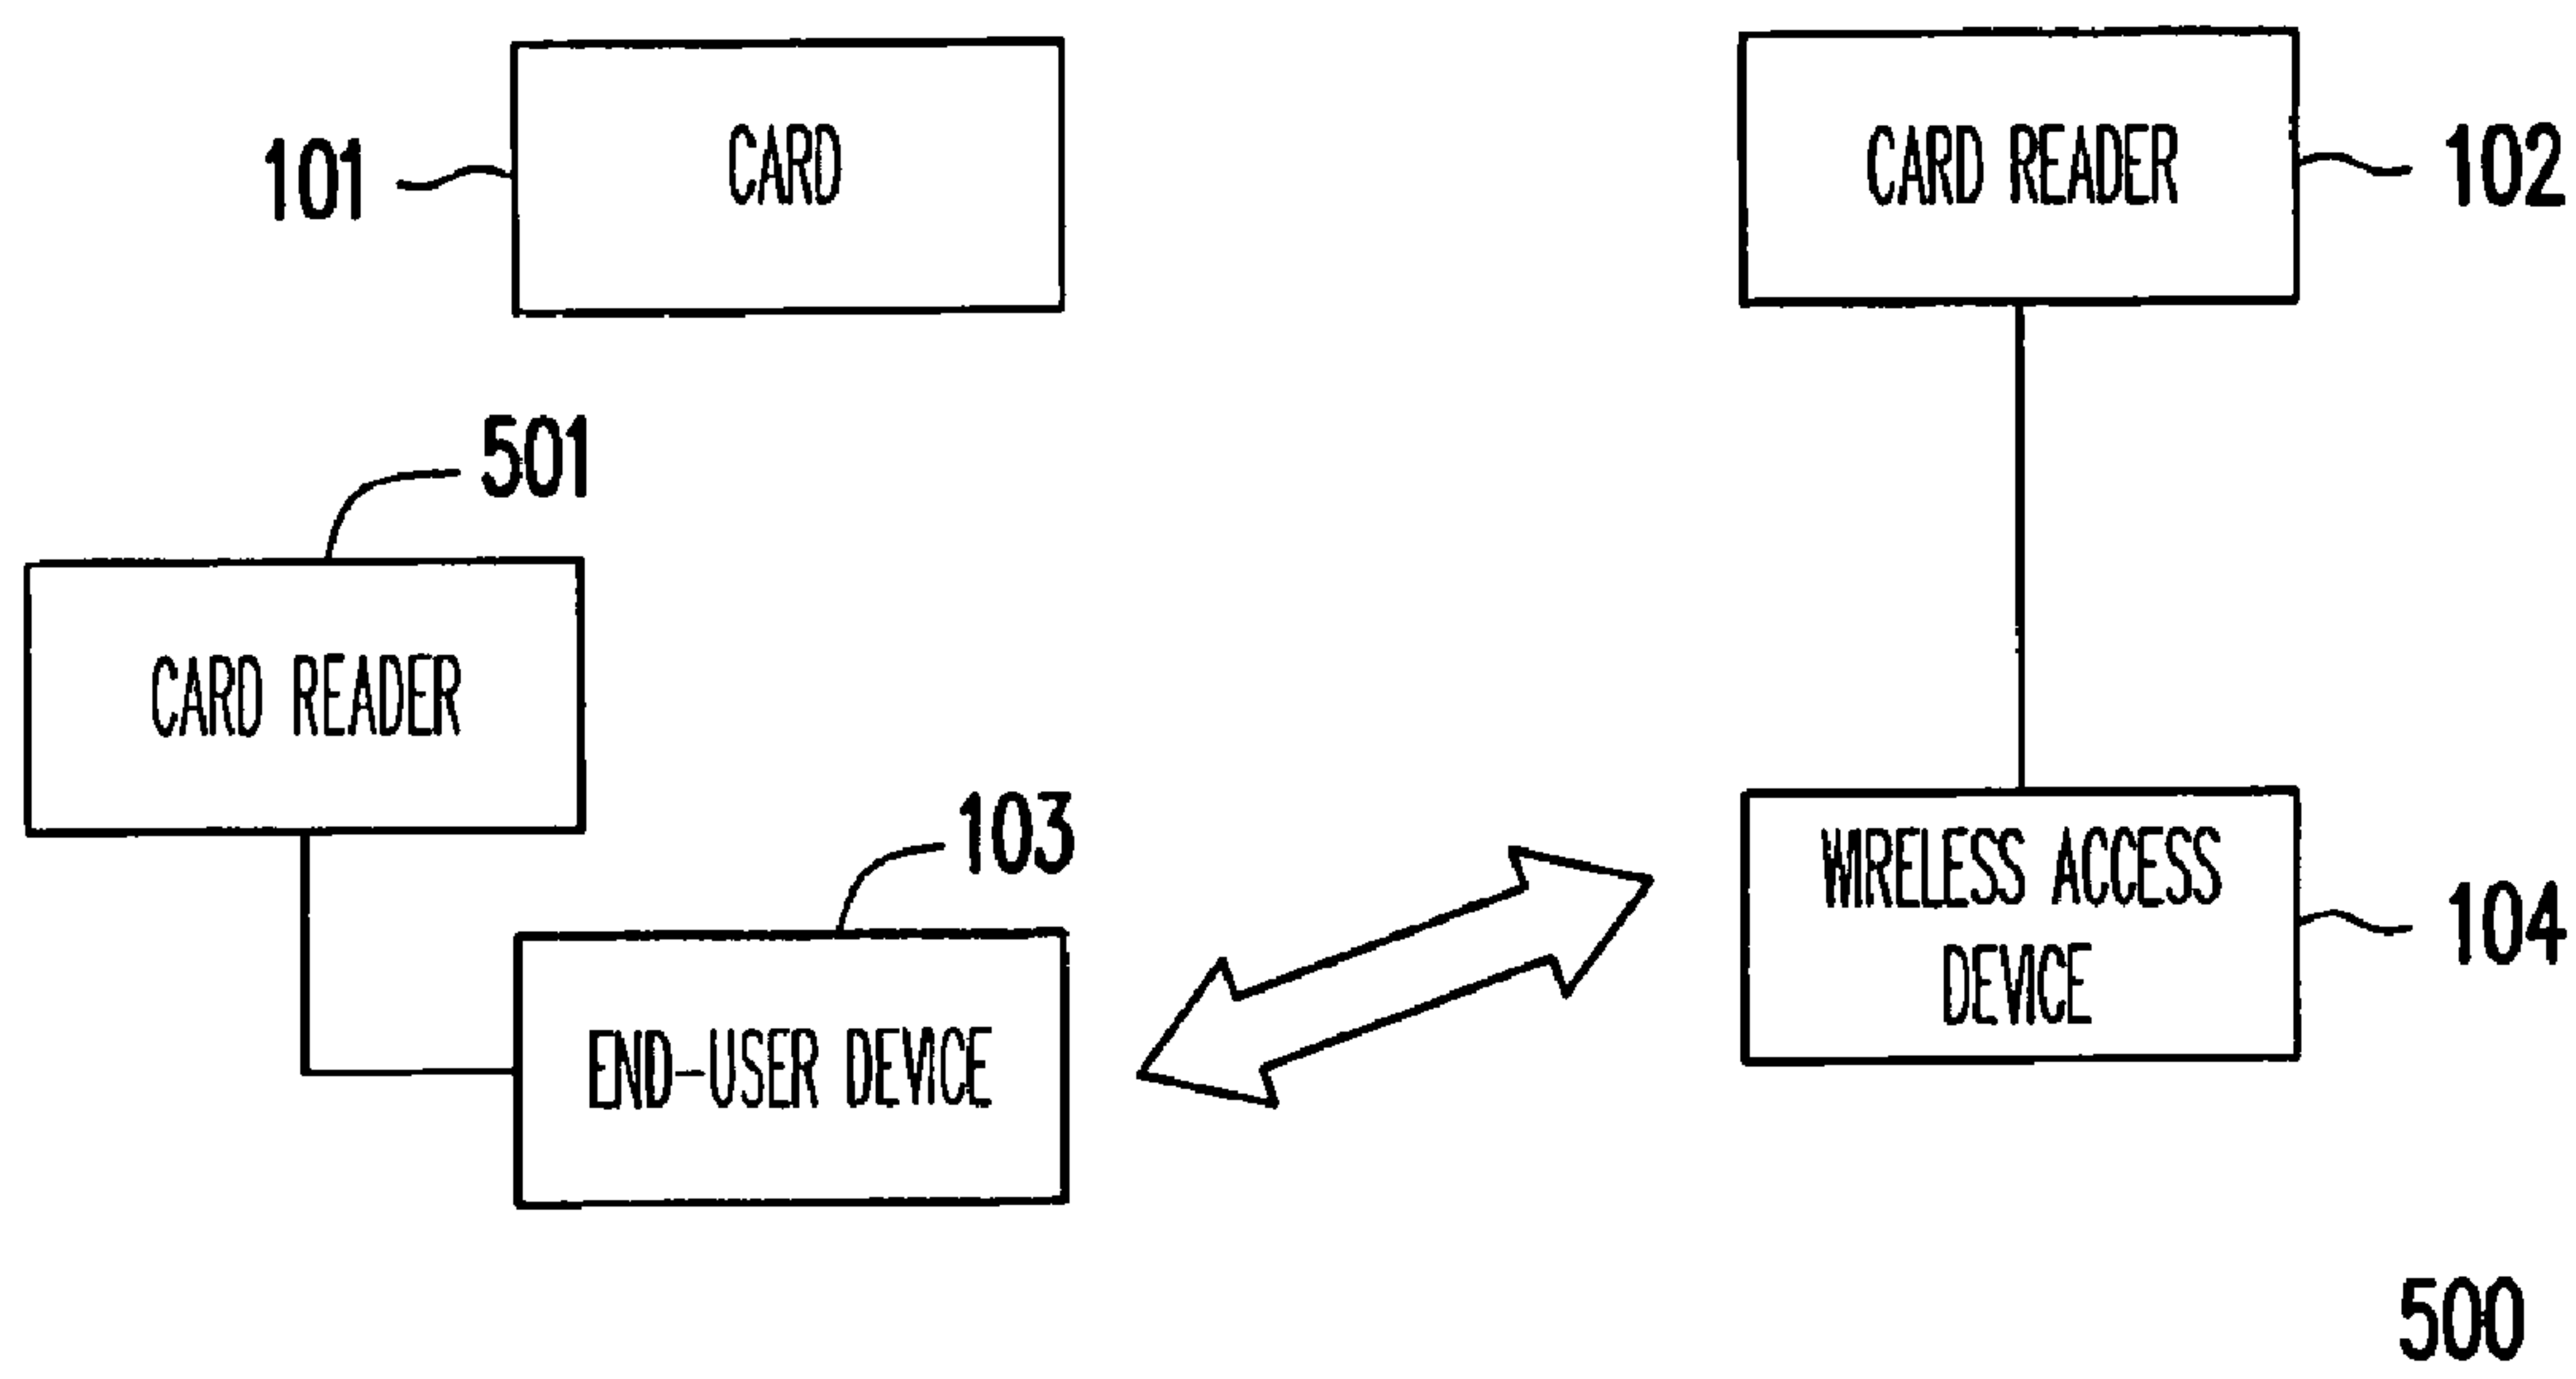 101
CARD
CARD READER
102
501
CARD READER
103
END-USER DEVICE
WIRELESS ACCESS
DEVICE
104
500